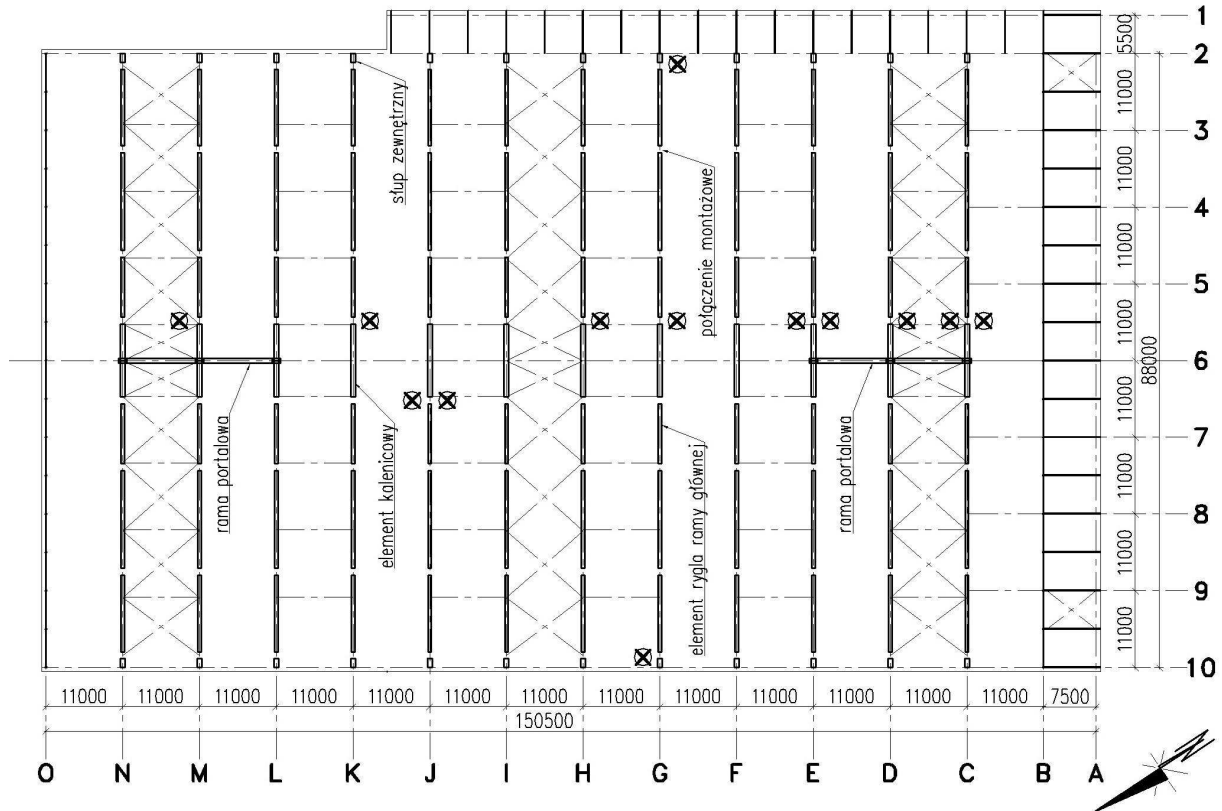 1
5500
2
11000
3
11000
4
11000
5
11000
6
11000
7
11000
8
11000
9
11000
10
88000
słup zewnętrzny
połączenie montażowe
rama portalowa
element kalenicowy
element rygla ramy głównej
rama portalowa
11000 11000 11000 11000 11000 11000 11000 11000 11000 11000 11000 11000 11000 7500
150500
O N M L K J I H G F E D C B A
N